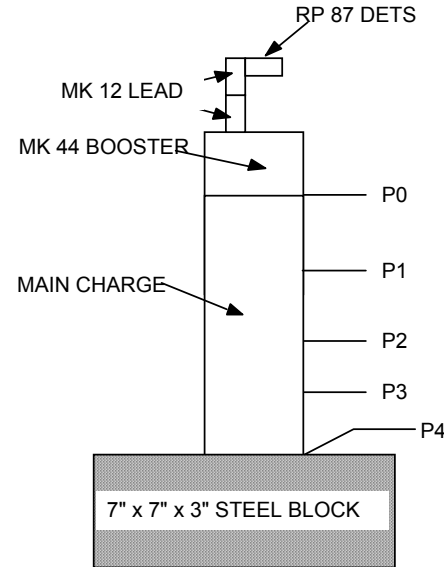 RP 87 DETS
MK 12 LEAD
MK 44 BOOSTER
P0
P1
MAIN CHARGE
P2
P3
P4
7" x 7" x 3" STEEL BLOCK